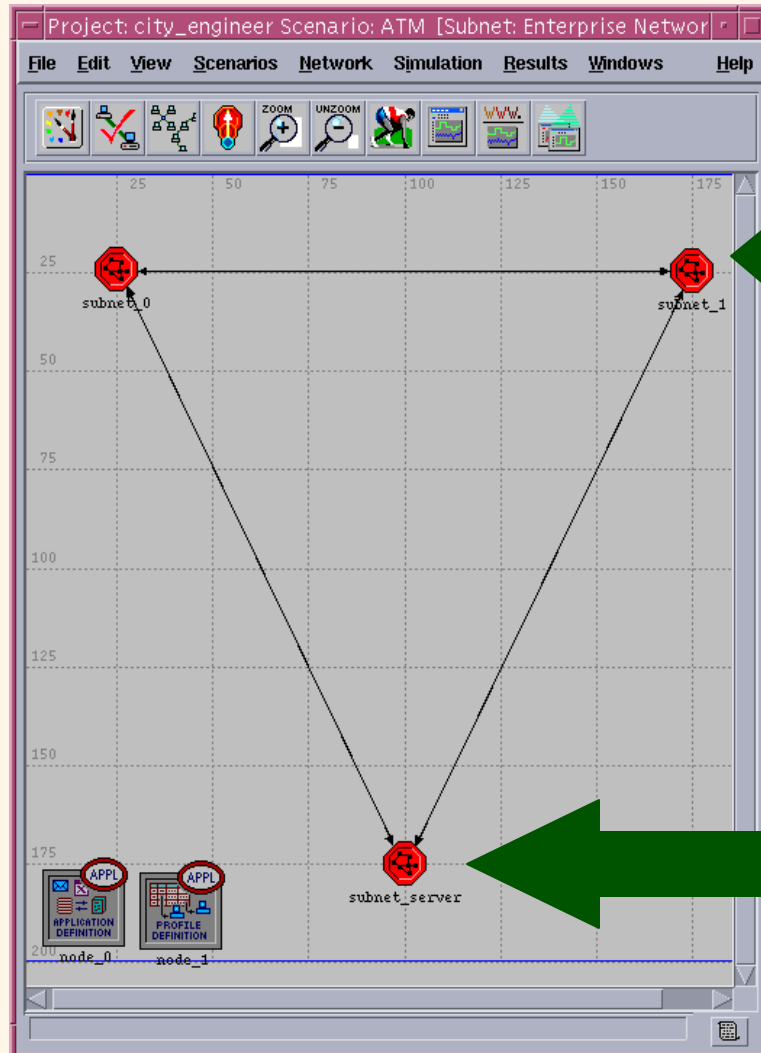 Project: city_engineer Scenario: ATM [Subnet: Enterprise Networ
File Edit View Scenarios Network Simulation Results Windows Help
ZOOM UNZOOM WWW.
25 50 75 100 125 150 175
25
subnet_0 subnet_1
50
75
100
125
150
175
subnet_server
APPL APPL
APPLICATION DEFINITION
PROFILE DEFINITION
200
node_0 node_1